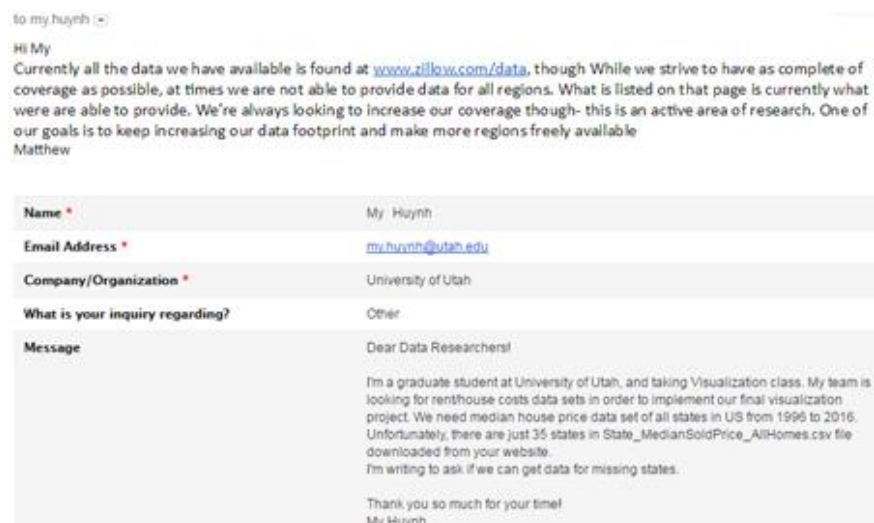 to my.huynh
Hi My
Currently all the data we have available is found at www.zillow.com/data, though While we strive to have as complete of
coverage as possible, at times we are not able to provide data for all regions. What is listed on that page is currently what
were are able to provide. We're always looking to increase our coverage though- this is an active area of research. One of
our goals is to keep increasing our data footprint and make more regions freely available
Matthew
Name * My Huynh
Email Address * my.huynh@utah.edu
Company/Organization * University of Utah
What is your inquiry regarding? Other
Message Dear Data Researchers!
I'm a graduate student at University of Utah, and taking Visualization class. My team is
looking for rent/house costs data sets in order to implement our final visualization
project. We need median house price data set of all states in US from 1996 to 2016.
Unfortunately, there are just 35 states in State_MedianSoldPrice_AllHomes.csv file
downloaded from your website.
I'm writing to ask if we can get data for missing states.
Thank you so much for your time!
My Huynh